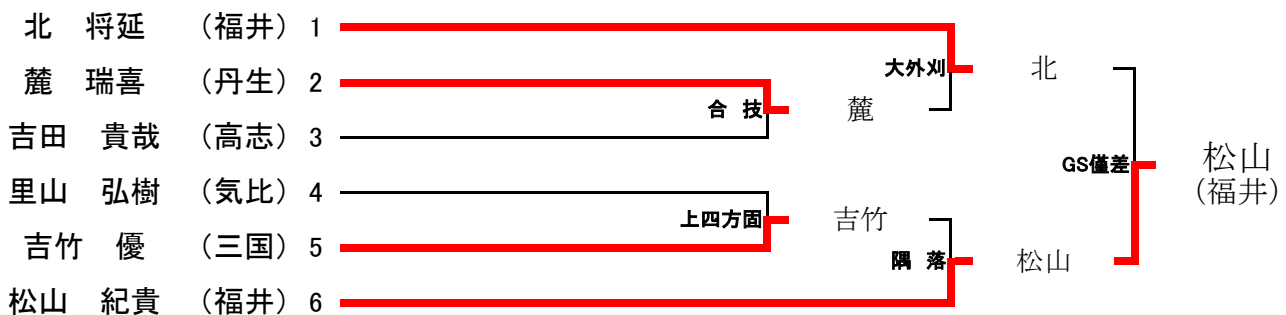 北　将延　（福井） 1
麓　瑞喜　（丹生） 2
吉田　貴哉　（高志） 3
里山　弘樹　（気比） 4
吉竹　優　（三国） 5
松山　紀貴　（福井） 6
合 技
麓
上四方固
吉竹
大外刈
北
隅 落
松山
GS僅差
松山
（福井）